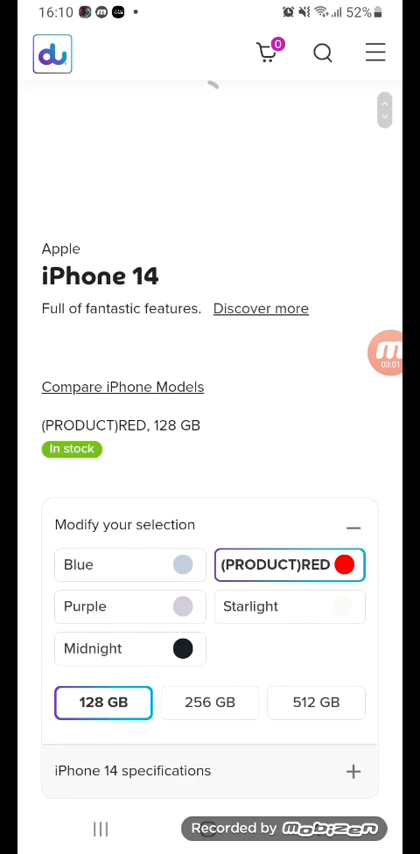 16:10 52%
du 0
Apple
iPhone 14
Full of fantastic features. Discover more
m
03:01
Compare iPhone Models
(PRODUCT)RED, 128 GB
In stock
Modify your selection
Blue (PRODUCT)RED
Purple Starlight
Midnight
128 GB 256 GB 512 GB
iPhone 14 specifications
Recorded by mobizen